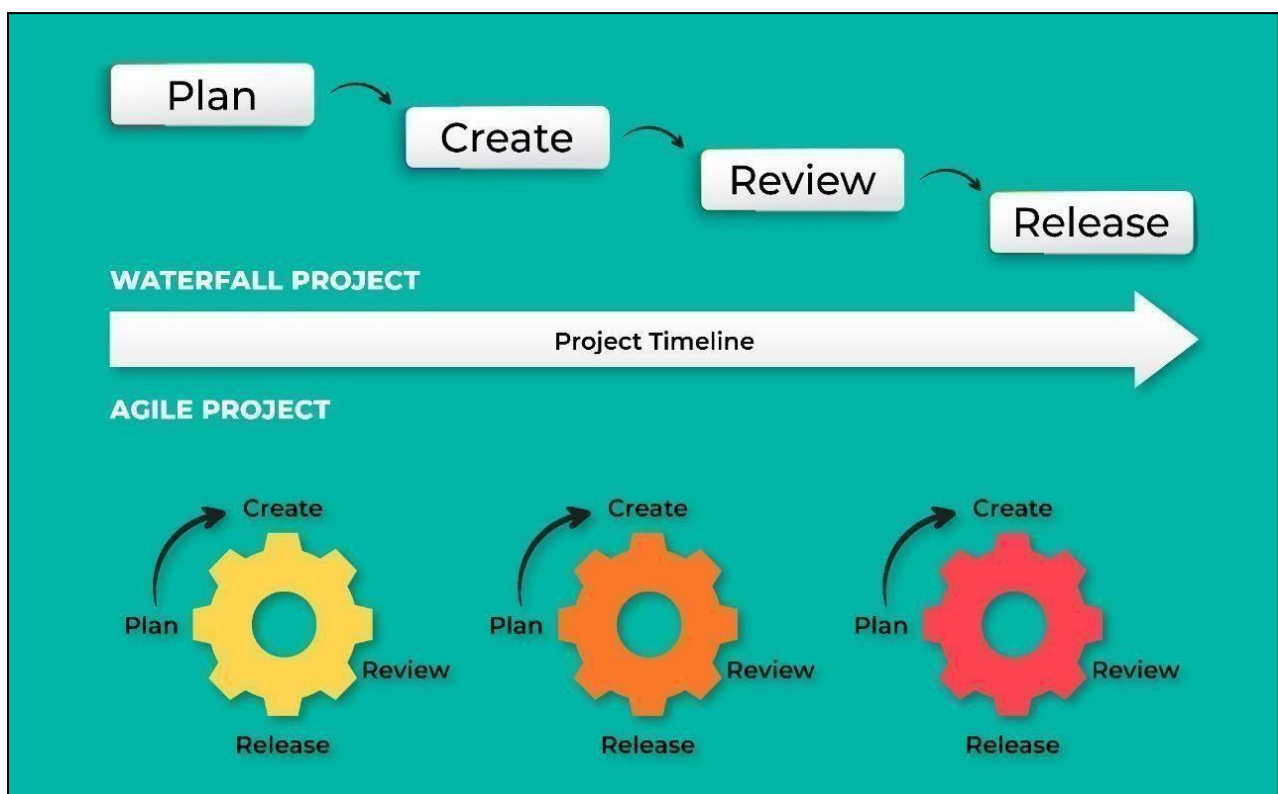 Plan
Create
Review
Release
WATERFALL PROJECT
Project Timeline
AGILE PROJECT
Create
Plan
Review
Release
Create
Plan
Review
Release
Create
Plan
Review
Release